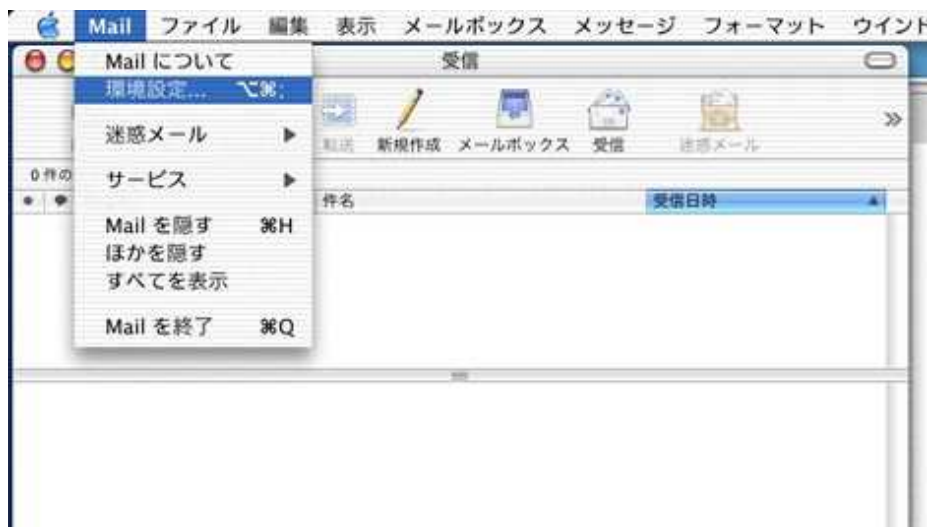 Mail ファイル 編集 表示 メールボックス メッセージ フォーマット ウインド
受信
Mail について
環境設定... ⌥⌘;
迷惑メール ▶
サービス ▶
Mail を隠す ⌘H
ほかを隠す
すべてを表示
Mail を終了 ⌘Q
転送 新規作成 メールボックス 受信 迷惑メール
0 件の
件名 受信日時